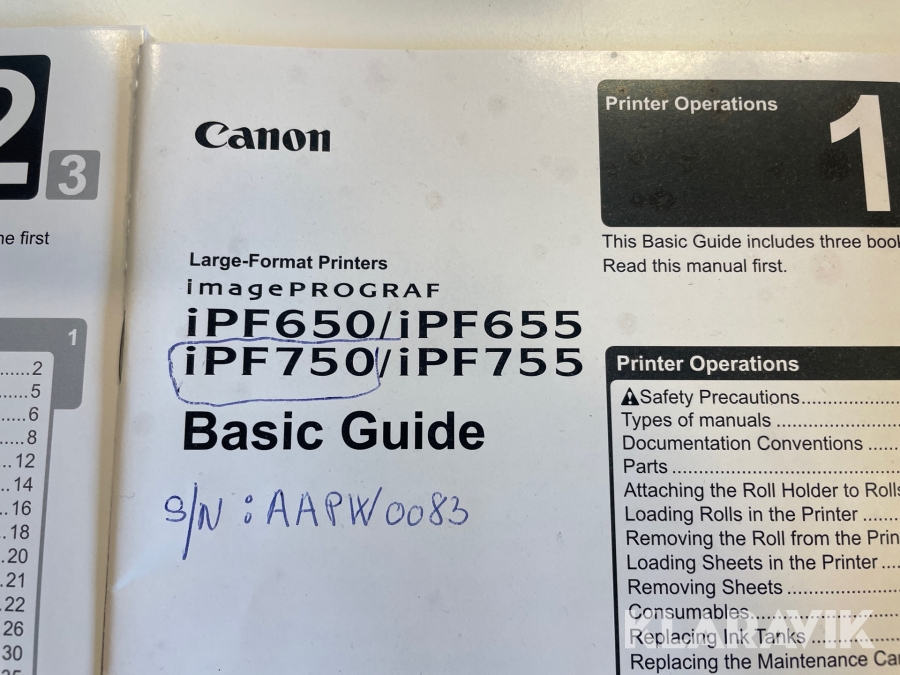 2
3
he first
1
......2
......5
......6
......8
...12
...14
...16
...18
...20
...21
...22
26
30
Canon
Large-Format Printers
imagePROGRAF
iPF650/iPF655
iPF750/iPF755
Basic Guide
S/N : AAPW0083
Printer Operations
1
This Basic Guide includes three book
Read this manual first.
Printer Operations
Safety Precautions
Types of manuals
Documentation Conventions
Parts
Attaching the Roll Holder to Rolls
Loading Rolls in the Printer
Removing the Roll from the Prin
Loading Sheets in the Printer
Removing Sheets
Consumables
Replacing Ink Tanks
Replacing the Maintenance Ca
KLARAVIK